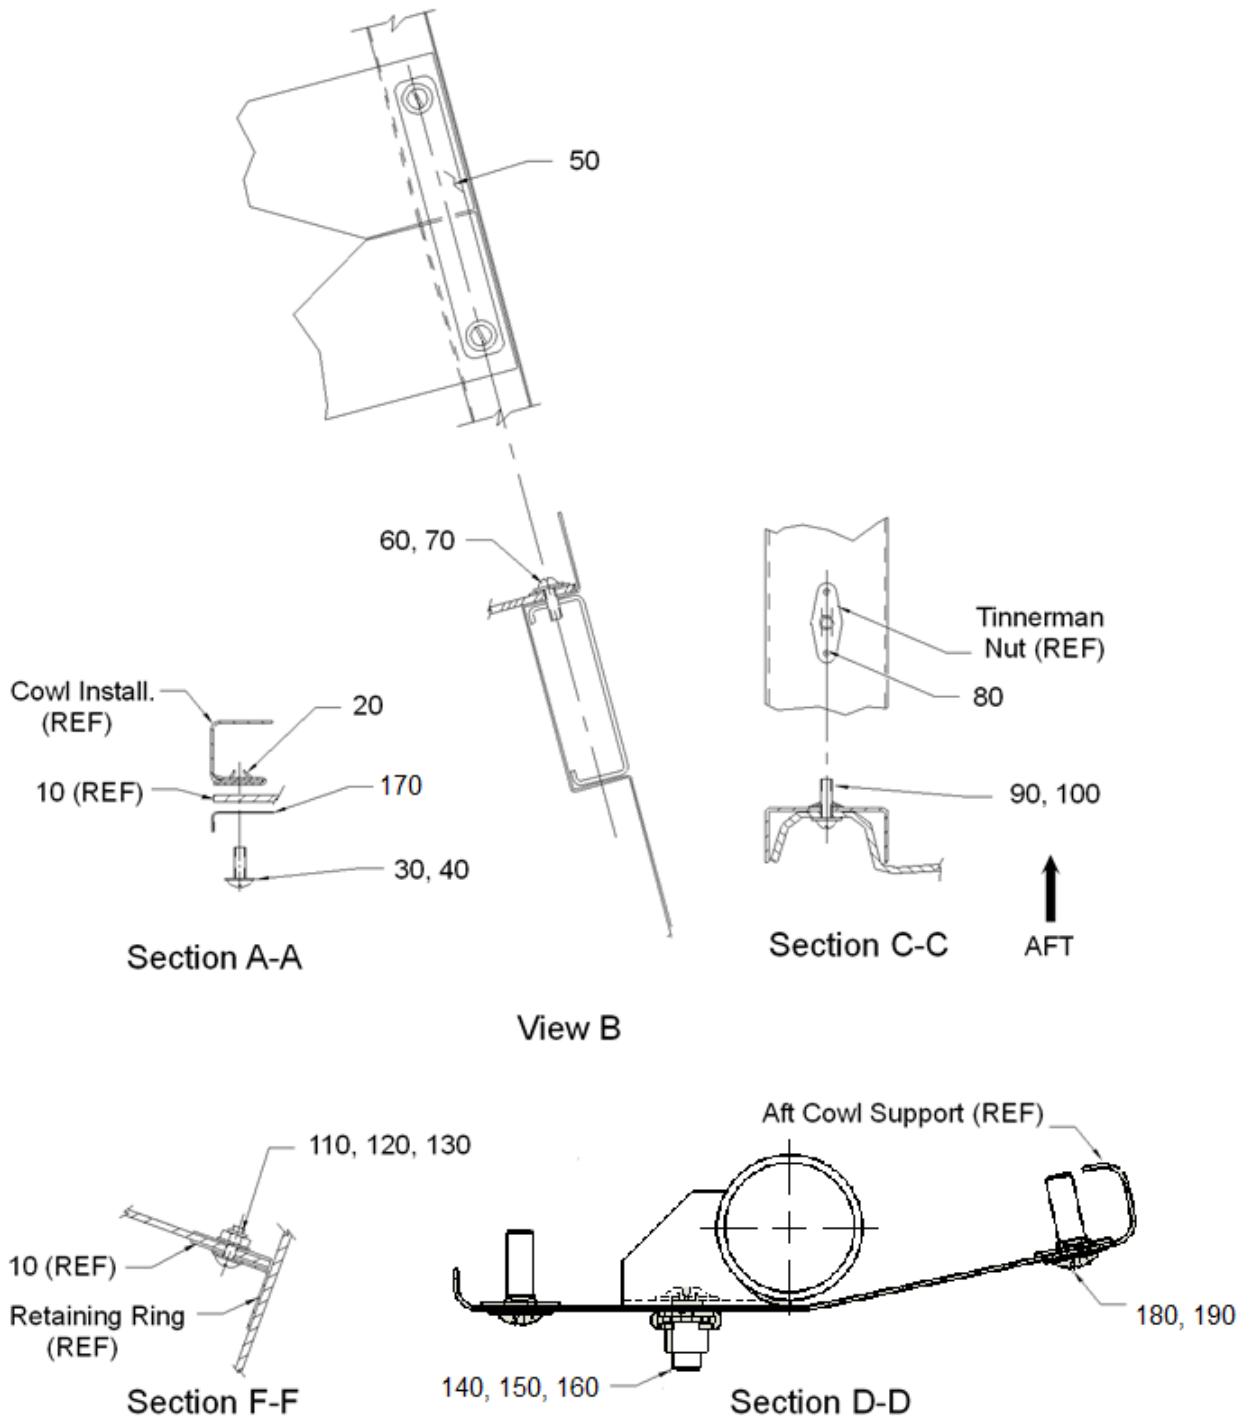 50
60, 70
Tinnerman
Nut (REF)
80
Cowl Install.
(REF)
20
10 (REF)
170
90, 100
30, 40
Section A-A
Section C-C
AFT
View B
Aft Cowl Support (REF)
110, 120, 130
10 (REF)
Retaining Ring
(REF)
180, 190
140, 150, 160
Section F-F
Section D-D